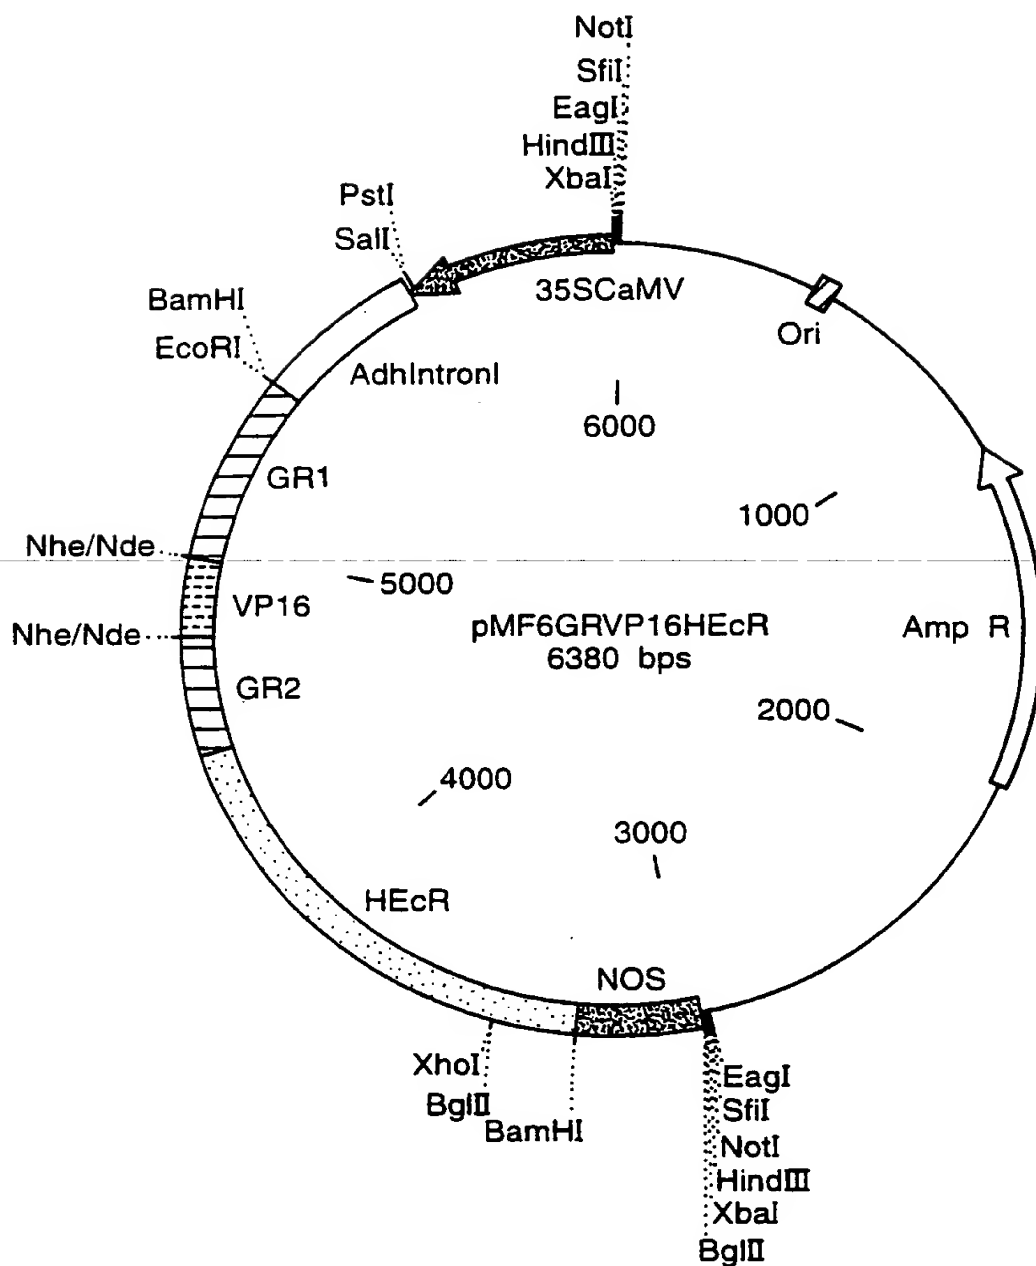 NotI
SfiI
EagI
HindIII
XbaI
PstI
SalI
35SCaMV
BamHI
EcoRI
Ori
AdhIntronI
6000
GR1
1000
Nhe/Nde
5000
VP16
pMF6GRVP16HEcR
6380 bps
Amp R
Nhe/Nde
GR2
2000
4000
3000
HEcR
NOS
XhoI
BglII
BamHI
EagI
SfiI
NotI
HindIII
XbaI
BglII